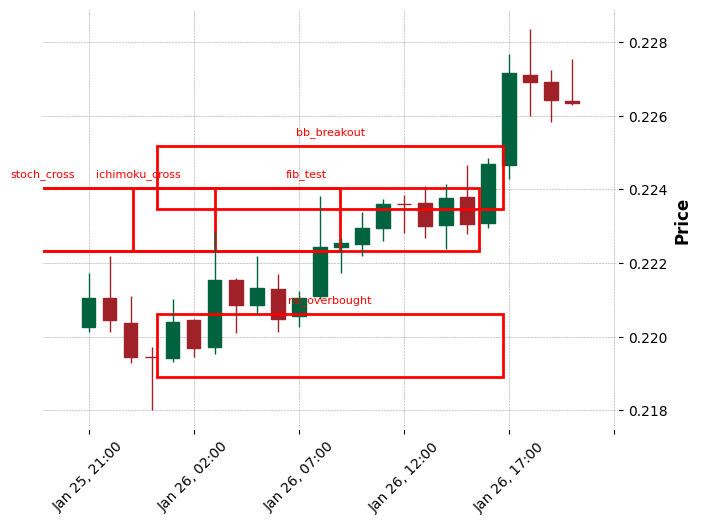 0.228
0.226
bb_breakout
0.224
stoch_cross
ichimoku_cross
fib_test
Price
0.222
overbought
0.220
0.218
Jan 25, 21:00
Jan 26, 02:00
Jan 26, 07:00
Jan 26, 12:00
Jan 26, 17:00